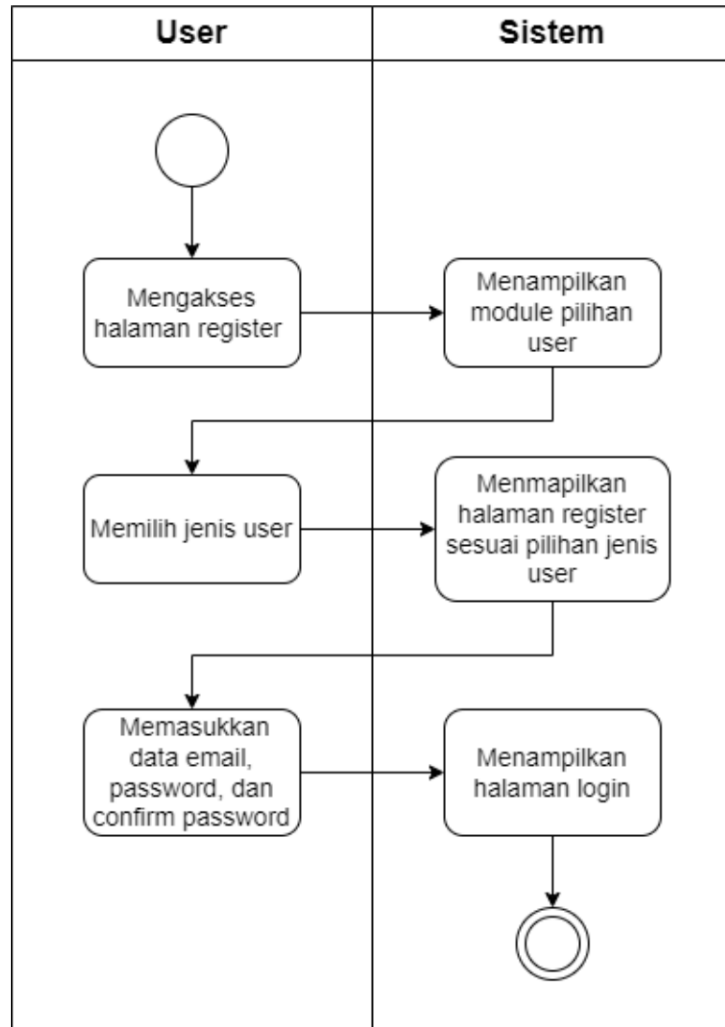 User
Sistem
Mengakses
halaman register
Menampilkan
module pilihan
user
Memilih jenis user
Menmapilkan
halaman register
sesuai pilihan jenis
user
Memasukkan
data email,
password, dan
confirm password
Menampilkan
halaman login